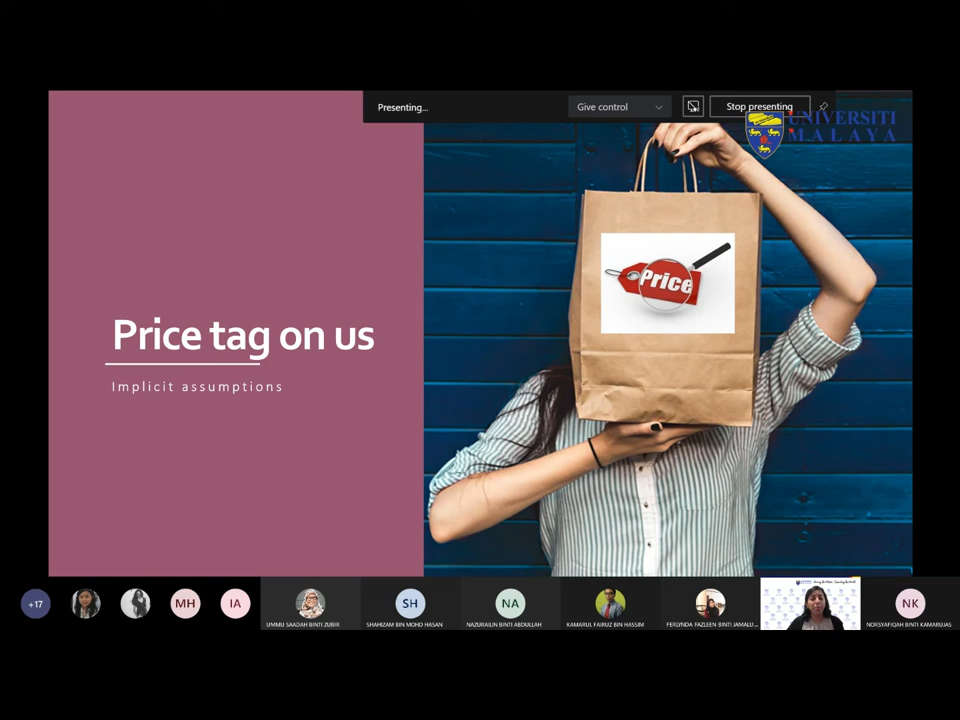 Presenting...
Give control
Stop presenting
UNIVERSITI
MALAYA
Price
Price tag on us
Implicit assumptions
+17
MH
IA
SH
NA
NK
UMMU SAADAH BINTI ZUBIR
SHAHIZAM BIN MOHD HASAN
NAZURAILIN BINTI ABDULLAH
KAMARUL FAIRUZ BIN HASSIM
FERLYNDA FAZLEEN BINTI JAMALU...
NORSYAFIQAH BINTI KAMARUJAS